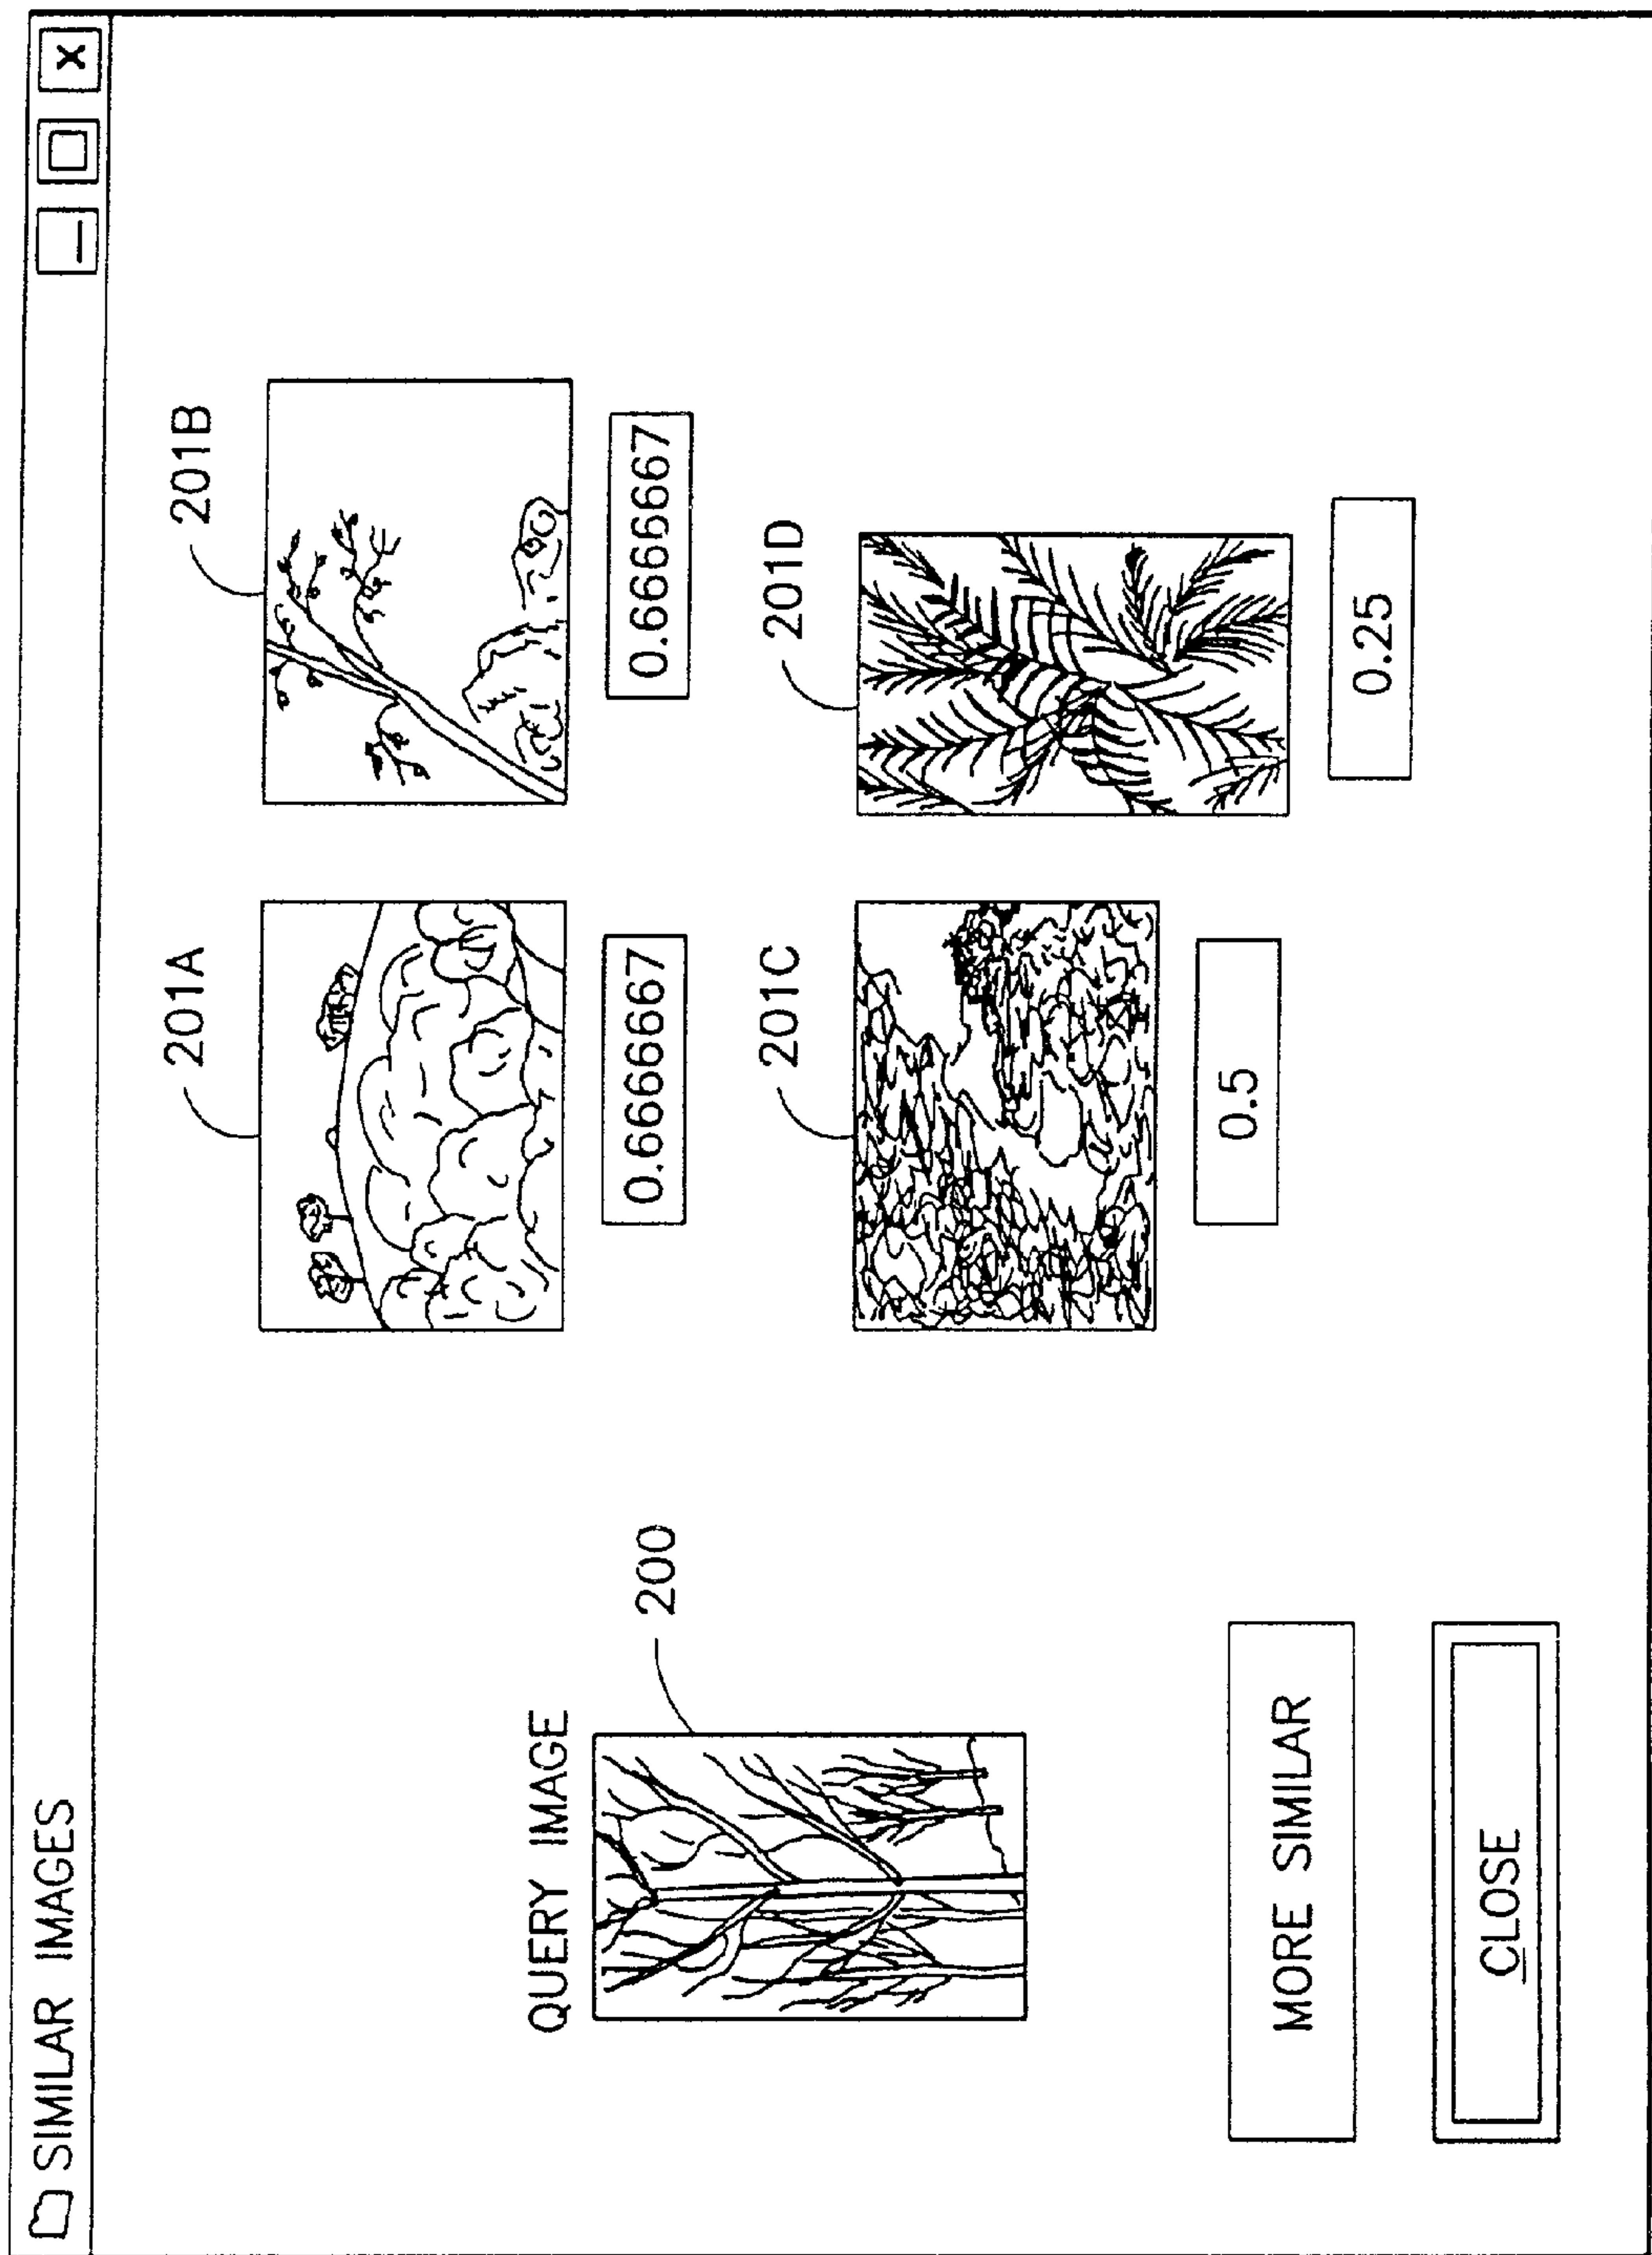 SIMILAR IMAGES
QUERY IMAGE
200
MORE SIMILAR
CLOSE
201A
0.6666667
201B
0.6666667
201C
0.5
201D
0.25